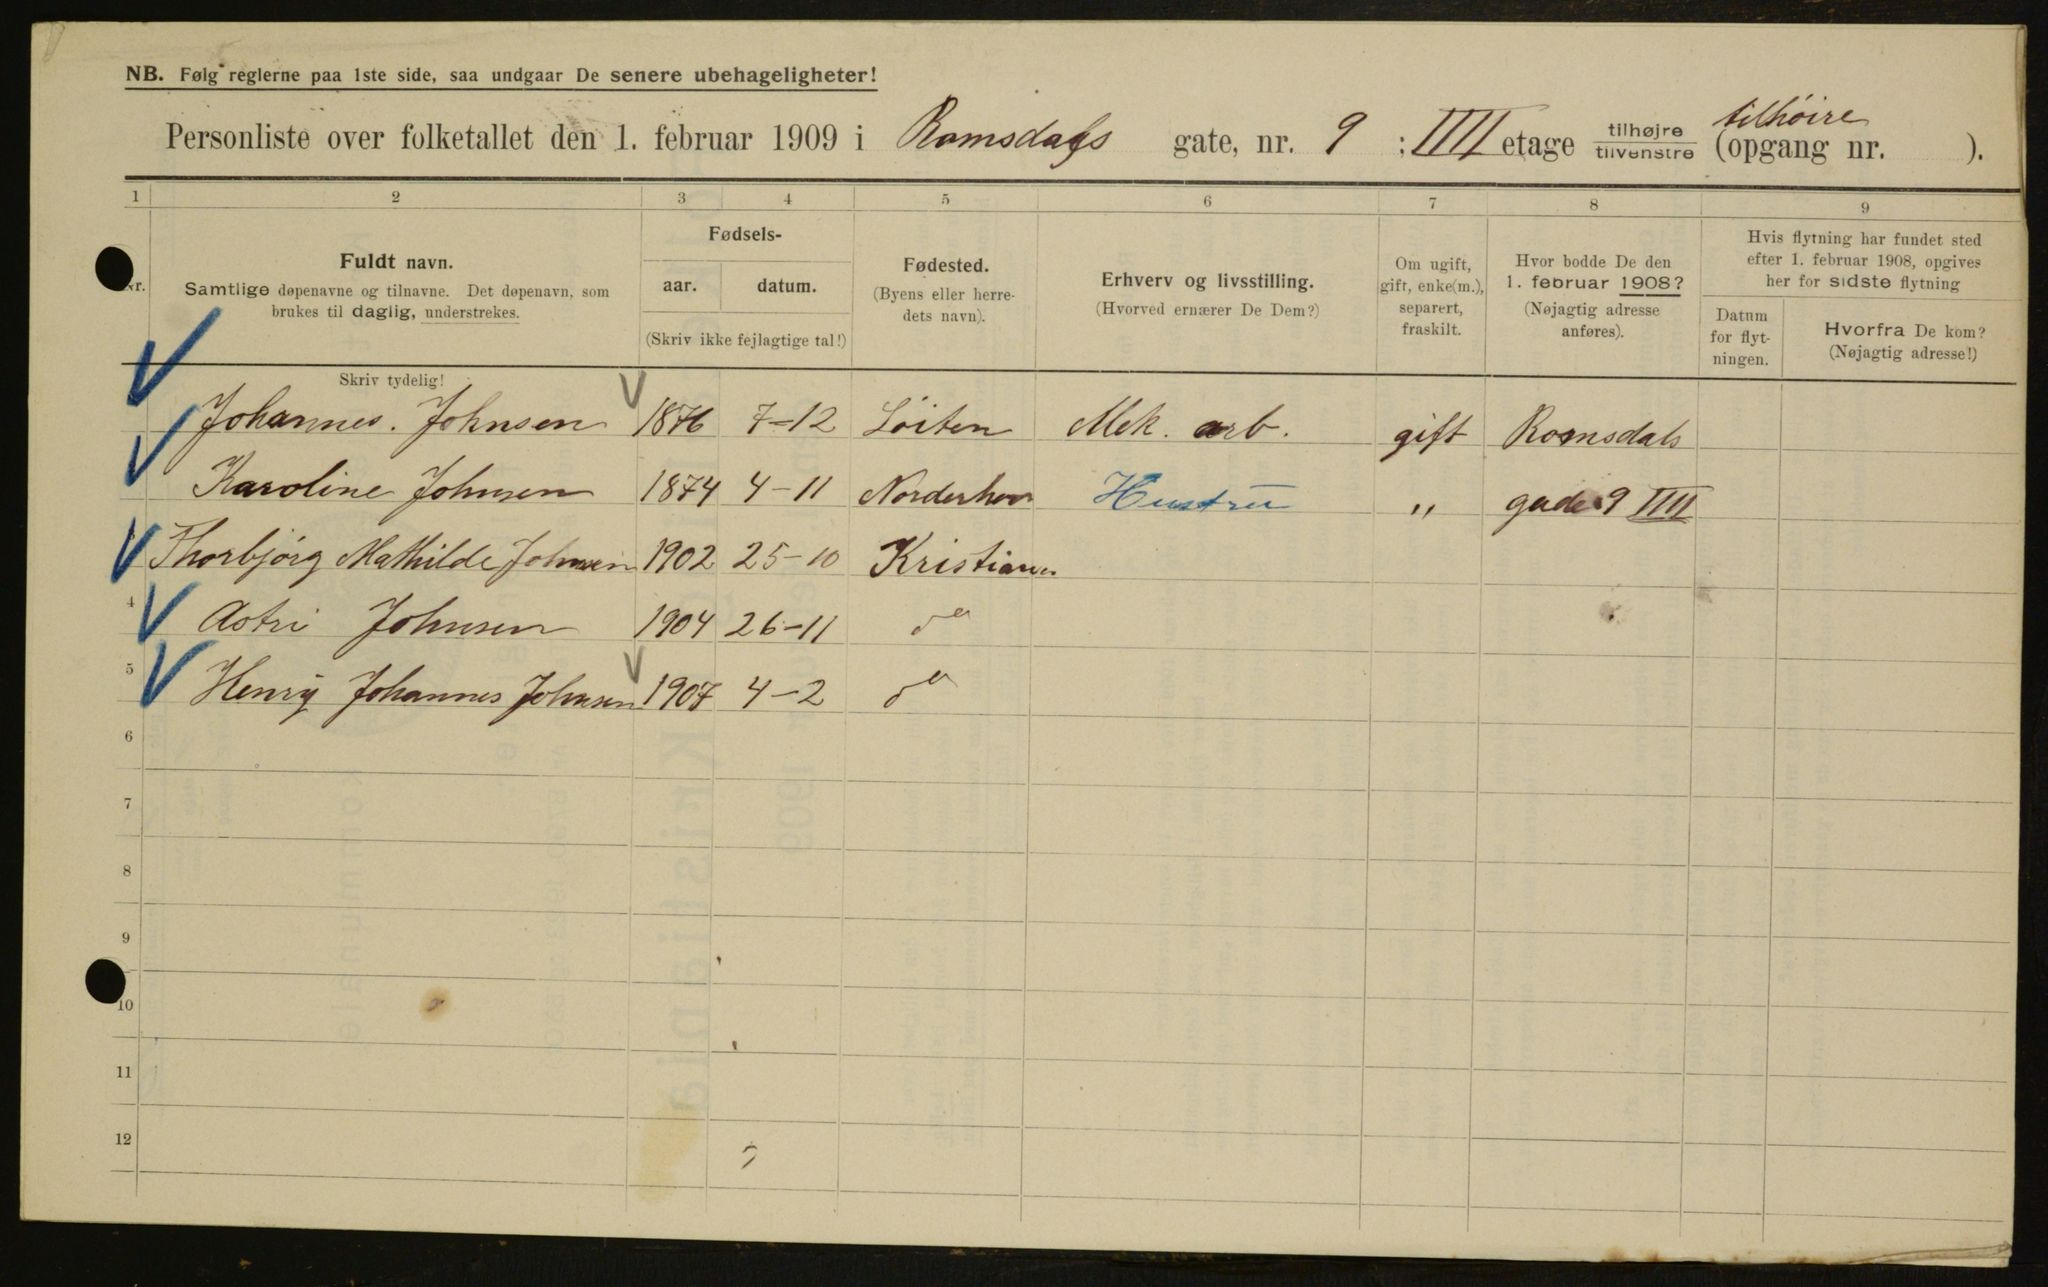 NB. Følg reglerne paa 1ste side, saa undgaar De senere ubehageligheter!
tilhøire
Personliste over folketallet den 1. februar 1909 i Romsdals gate, nr. 9 ; IIII etage tilhøjre / tilvenstre (opgang nr. ).
1 2 3 4 5 6 7 8 9
Nr.
Fuldt navn.
Samtlige døpenavne og tilnavne. Det døpenavn, som
brukes til daglig, understrekes.
Skriv tydelig!
Fødsels-
aar. datum.
(Skriv ikke fejlagtige tal!)
Fødested.
(Byens eller herre-
dets navn).
Erhverv og livsstilling.
(Hvorved ernærer De Dem?)
Om ugift,
gift, enke(m.),
separert,
fraskilt.
Hvor bodde De den
1. februar 1908?
(Nøjagtig adresse
anføres).
Hvis flytning har fundet sted
efter 1. februar 1908, opgives
her for sidste flytning
Datum
for flyt-
ningen.
Hvorfra De kom?
(Nøjagtig adresse!)
Johannes. Johnsen 1876 7-12 Löiten Mek. arb. gift Romsdals
Karoline Johnsen 1874 4-11 Norderhov Hustru " gade 9 IIII
Thorbjörg Mathilde Johnsen 1902 25-10 Kristiania
4 Astri Johnsen 1904 26-11 do
5 Henry Johannes Johnsen 1907 4-2 do
6
7
8
9
10
11
12